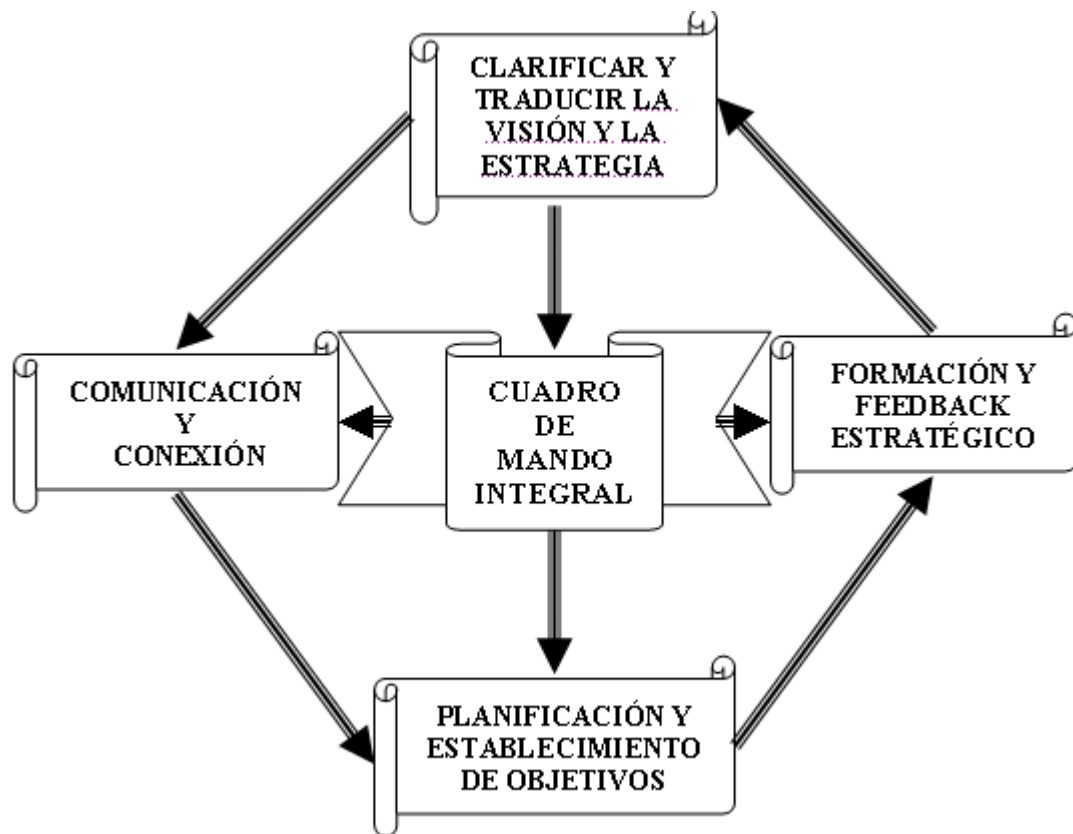 CLARIFICAR Y
TRADUCIR LA
VISIÓN Y LA
ESTRATEGIA
COMUNICACIÓN
Y
CONEXIÓN
CUADRO
DE
MANDO
INTEGRAL
FORMACIÓN Y
FEEDBACK
ESTRATÉGICO
PLANIFICACIÓN Y
ESTABLECIMIENTO
DE OBJETIVOS